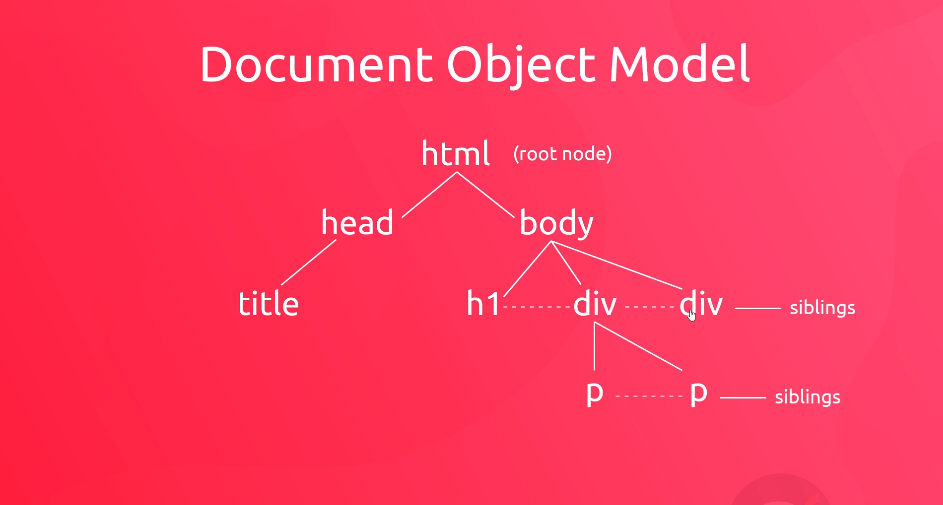 Document Object Model
html (root node)
head body
title h1 div div siblings
p p siblings